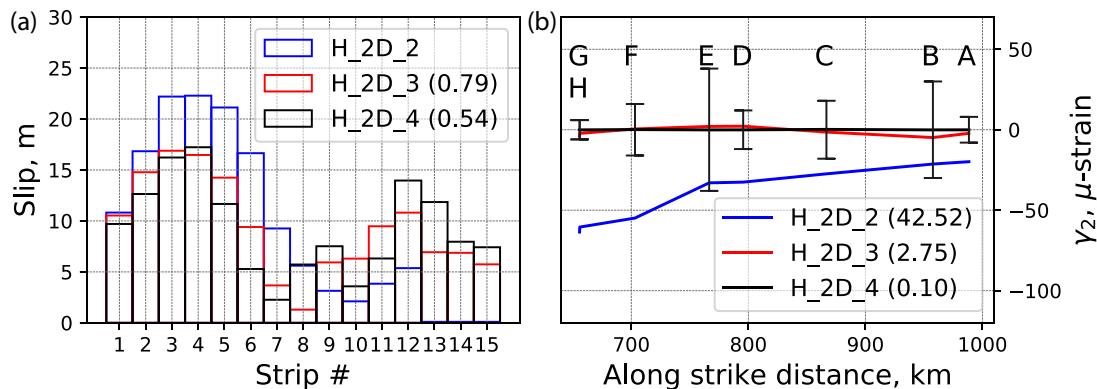 (a)
30
25
20
15
10
5
0
Slip, m
H_2D_2
H_2D_3 (0.79)
H_2D_4 (0.54)
1 2 3 4 5 6 7 8 9 10 11 12 13 14 15
Strip #
(b)
G F E D C B A
H
50
0
−50
−100
γ2, μ-strain
H_2D_2 (42.52)
H_2D_3 (2.75)
H_2D_4 (0.10)
700 800 900 1000
Along strike distance, km